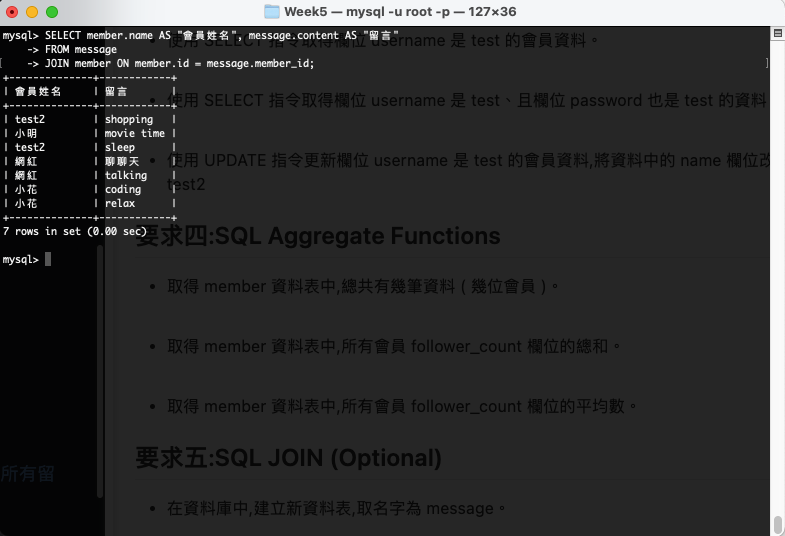 Week5 — mysql -u root -p — 127×36
mysql> SELECT member.name AS "會員姓名", message.content AS "留言"
-> FROM message
-> JOIN member ON member.id = message.member_id;
+--------------+------------+
| 會員姓名 | 留言 |
+--------------+------------+
| test2 | shopping |
| 小明 | movie time |
| test2 | sleep |
| 網紅 | 聊聊天 |
| 網紅 | talking |
| 小花 | coding |
| 小花 | relax |
+--------------+------------+
7 rows in set (0.00 sec)
mysql>
• 使用 SELECT 指令取得欄位 username 是 test 的會員資料。
• 使用 SELECT 指令取得欄位 username 是 test、且欄位 password 也是 test 的資料
• 使用 UPDATE 指令更新欄位 username 是 test 的會員資料,將資料中的 name 欄位改
test2
要求四:SQL Aggregate Functions
• 取得 member 資料表中,總共有幾筆資料 ( 幾位會員 )。
• 取得 member 資料表中,所有會員 follower_count 欄位的總和。
• 取得 member 資料表中,所有會員 follower_count 欄位的平均數。
要求五:SQL JOIN (Optional)
所有留
• 在資料庫中,建立新資料表,取名字為 message。